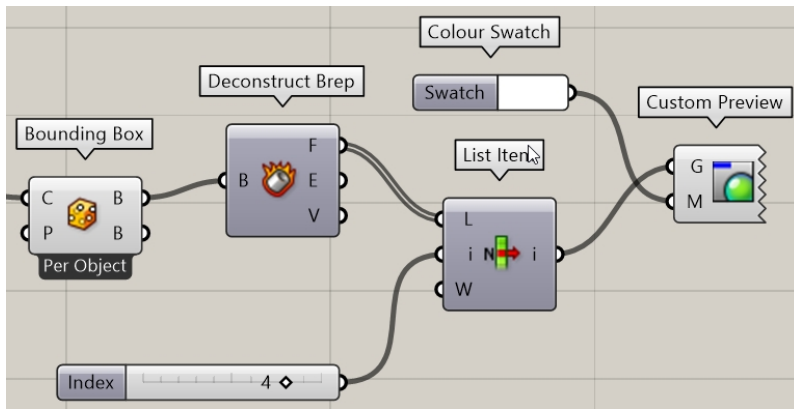 Colour Swatch
Swatch
Deconstruct Brep
Custom Preview
Bounding Box
F
B
E
V
List Item
G
M
C
B
P
B
Per Object
L
i
N
i
W
Index
4